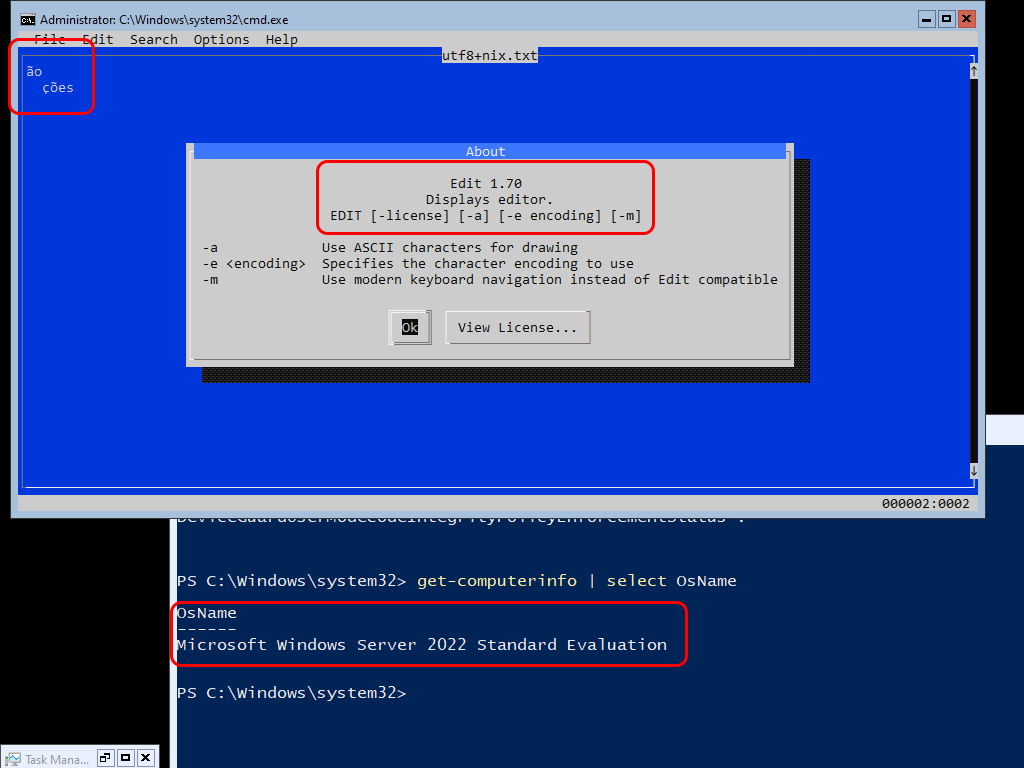 Administrator: C:\Windows\system32\cmd.exe
File Edit Search Options Help
utf8+nix.txt
ão
ções
About
Edit 1.70
Displays editor.
EDIT [-license] [-a] [-e encoding] [-m]
-a Use ASCII characters for drawing
-e <encoding> Specifies the character encoding to use
-m Use modern keyboard navigation instead of Edit compatible
Ok View License...
000002:0002
DeviceGuardUserModeCodeIntegrityPolicyEnforcementStatus :
PS C:\Windows\system32> get-computerinfo | select OsName
OsName
------
Microsoft Windows Server 2022 Standard Evaluation
PS C:\Windows\system32>
Task Mana...